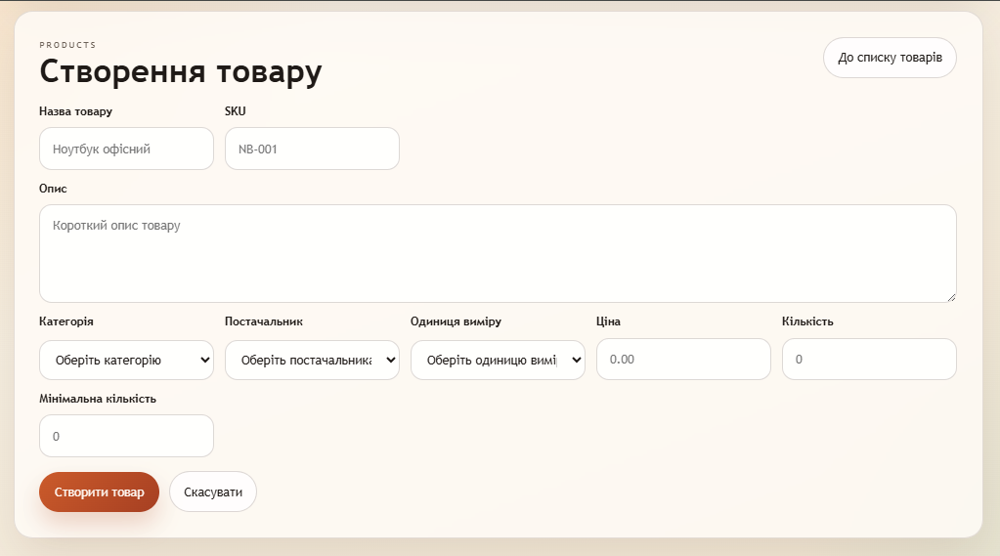 PRODUCTS
Створення товару
До списку товарів
Назва товару SKU
Ноутбук офісний NB-001
Опис
Короткий опис товару
Категорія Постачальник Одиниця виміру Ціна Кількість
Оберіть категорію Оберіть постачальника Оберіть одиницю вимі 0.00 0
Мінімальна кількість
0
Створити товар Скасувати